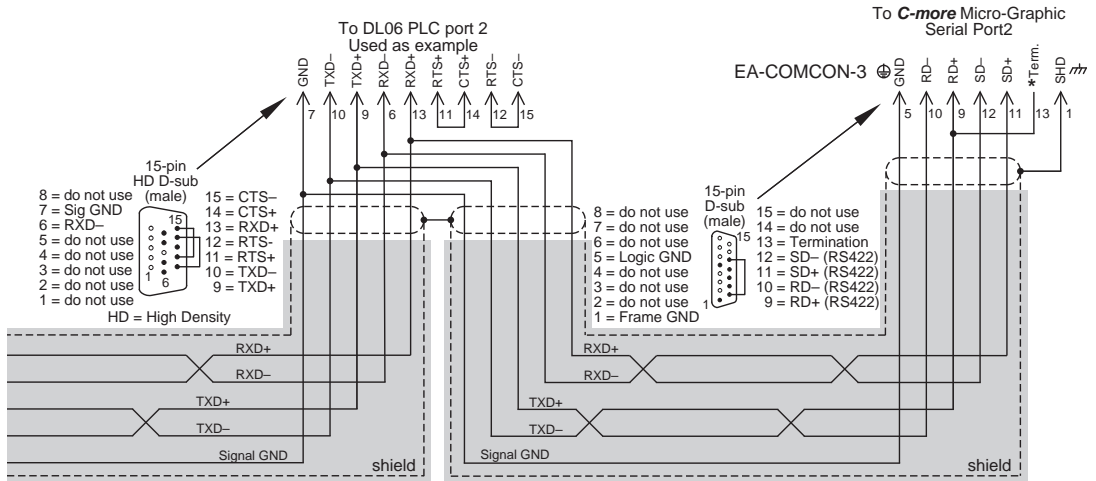 To DL06 PLC port 2
Used as example
GND
TXD–
TXD+
RXD–
RXD+
RTS+
CTS+
RTS–
CTS–
7 10 9 6 13 11 14 12 15
To C-more Micro-Graphic
Serial Port2
EA-COMCON-3
GND
RD–
RD+
SD–
SD+
*Term.
SHD
5 10 9 12 11 13 1
15-pin
HD D-sub
(male)
8 = do not use
7 = Sig GND
6 = RXD–
5 = do not use
4 = do not use
3 = do not use
2 = do not use
1 = do not use
15
1
6
15 = CTS–
14 = CTS+
13 = RXD+
12 = RTS-
11 = RTS+
10 = TXD–
9 = TXD+
HD = High Density
15-pin
D-sub
(male)
8 = do not use
7 = do not use
6 = do not use
5 = Logic GND
4 = do not use
3 = do not use
2 = do not use
1 = Frame GND
15
1
15 = do not use
14 = do not use
13 = Termination
12 = SD– (RS422)
11 = SD+ (RS422)
10 = RD– (RS422)
9 = RD+ (RS422)
RXD+
RXD–
TXD+
TXD–
Signal GND
shield
RXD+
RXD–
TXD+
TXD–
Signal GND
shield